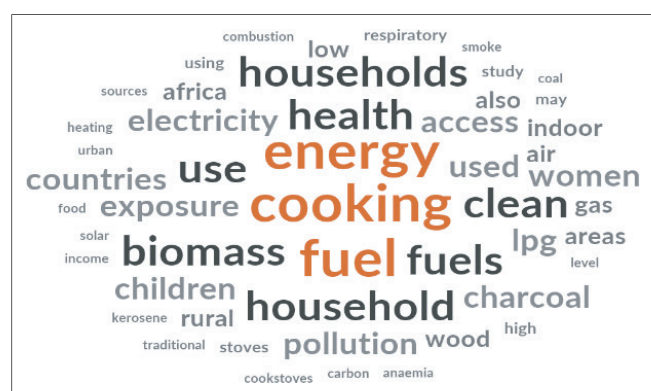 combustion low respiratory
using households smoke
sources africa study coal
also may
heating electricity health access indoor
urban energy air
countries use used women
food exposure cooking clean gas
solar biomass fuel fuels lpg areas
income level
children household charcoal
kerosene rural high
traditional stoves pollution wood
cookstoves carbon anaemia